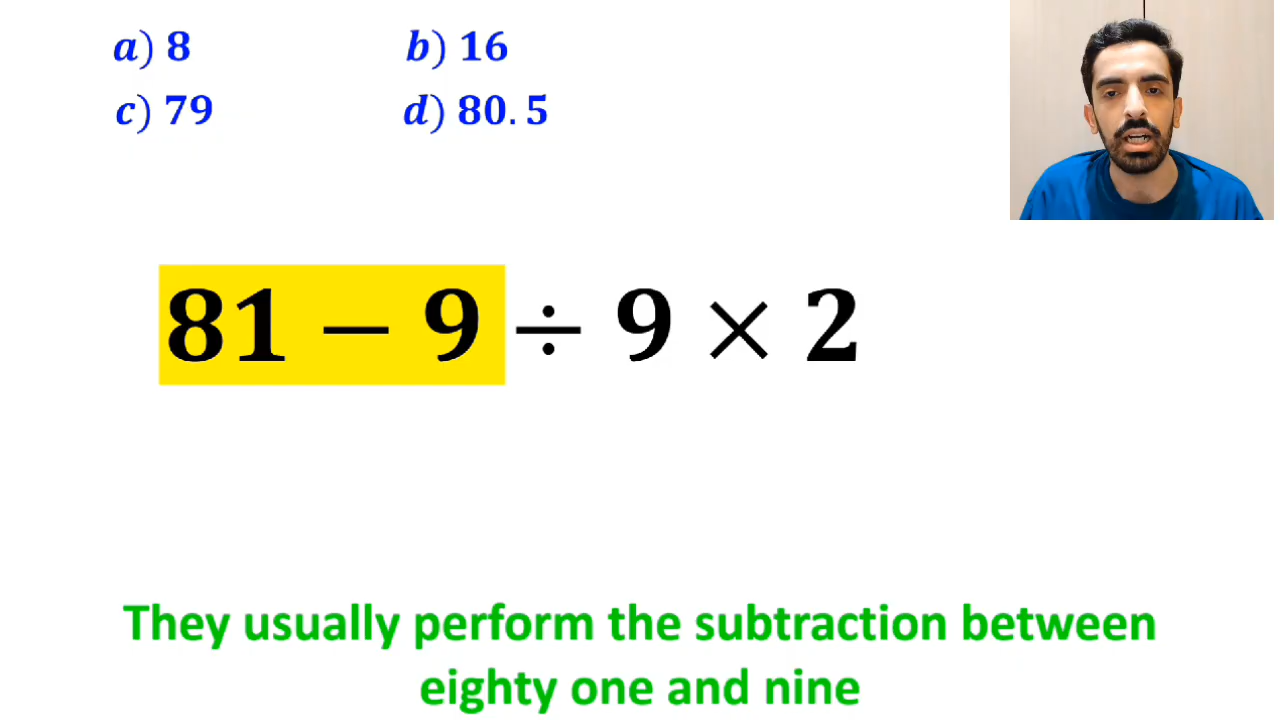 a) 8 b) 16
c) 79 d) 80.5
81 − 9 ÷ 9 × 2
They usually perform the subtraction between
eighty one and nine